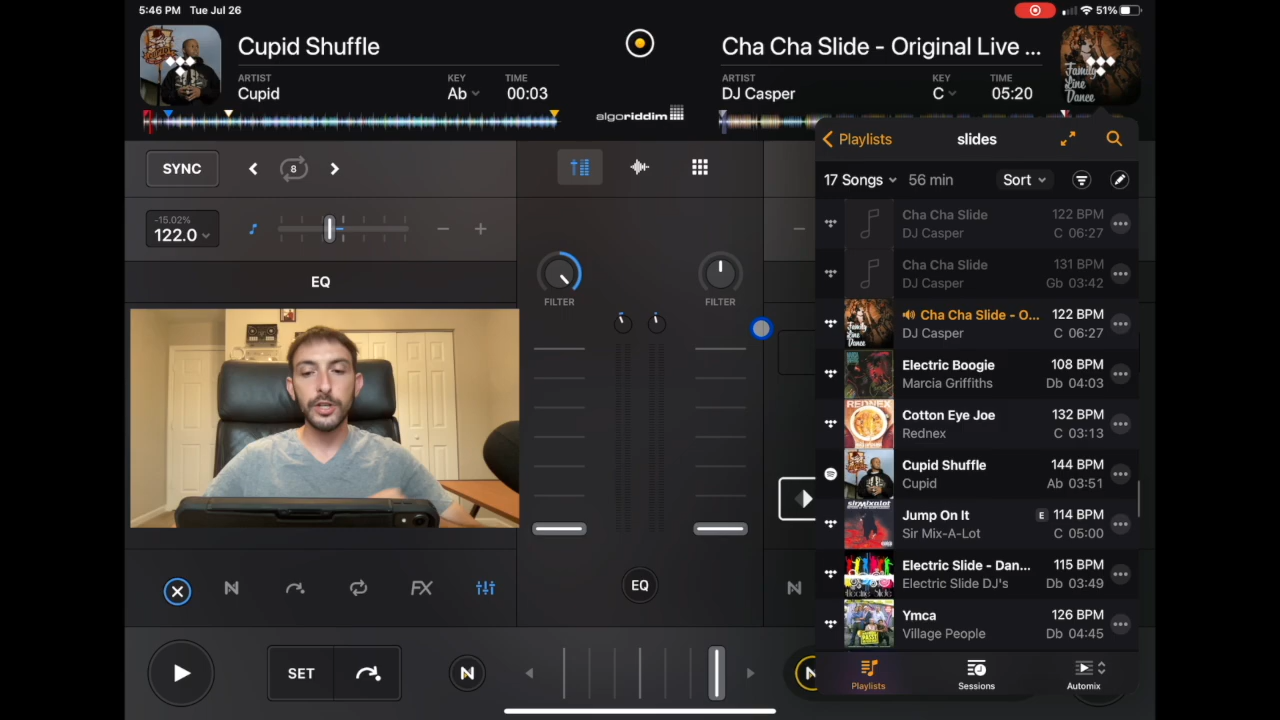 5:46 PM Tue Jul 26
51%
Cupid Shuffle
ARTIST
Cupid
KEY
Ab
TIME
00:03
algoriddim
Cha Cha Slide - Original Live ...
ARTIST
DJ Casper
KEY
C
TIME
05:20
Family
Line
Dance
SYNC
8
-15.02%
122.0
EQ
FILTER
FILTER
EQ
FX
SET
Playlists
slides
17 Songs
56 min
Sort
Cha Cha Slide
122 BPM
DJ Casper
C 06:27
Cha Cha Slide
131 BPM
DJ Casper
Gb 03:42
Cha Cha Slide - O...
122 BPM
DJ Casper
C 06:27
Electric Boogie
108 BPM
Marcia Griffiths
Db 04:03
REDNEX
Cotton Eye Joe
132 BPM
Rednex
C 03:13
Cupid Shuffle
144 BPM
Cupid
Ab 03:51
SIR MIX A LOT
Jump On It
E 114 BPM
Sir Mix-A-Lot
C 05:00
Electric Slide - Dan...
115 BPM
Electric Slide DJ's
Db 03:49
Ymca
126 BPM
Village People
Db 04:45
Playlists
Sessions
Automix